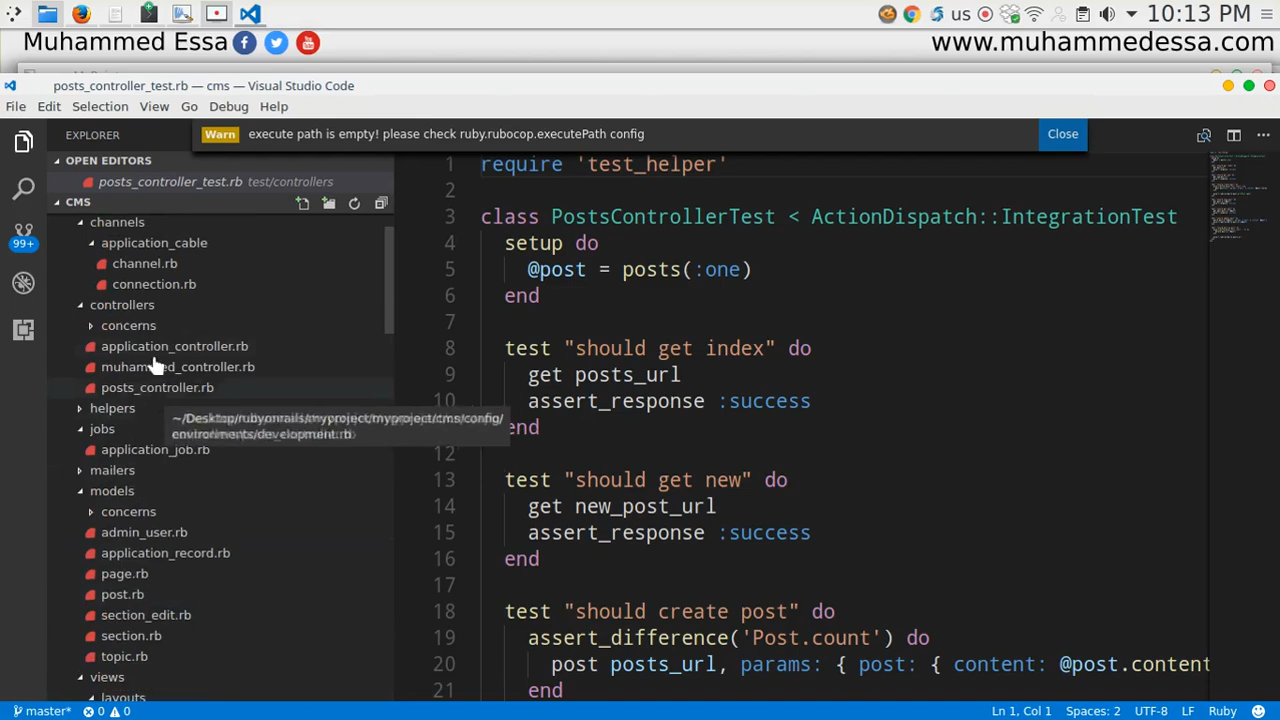 us
10:13 PM
Muhammed Essa
www.muhammedessa.com
posts_controller_test.rb — cms — Visual Studio Code
File Edit Selection View Go Debug Help
EXPLORER
Warn execute path is empty! please check ruby.rubocop.executePath config Close
OPEN EDITORS
posts_controller_test.rb test/controllers
CMS
99+
channels
application_cable
channel.rb
connection.rb
controllers
concerns
application_controller.rb
muhammed_controller.rb
posts_controller.rb
helpers
jobs
application_job.rb
mailers
models
concerns
admin_user.rb
application_record.rb
page.rb
post.rb
section_edit.rb
section.rb
topic.rb
views
layouts
1 require 'test_helper'
2
3 class PostsControllerTest < ActionDispatch::IntegrationTest
4 setup do
5 @post = posts(:one)
6 end
7
8 test "should get index" do
9 get posts_url
10 assert_response :success
end
12
13 test "should get new" do
14 get new_post_url
15 assert_response :success
16 end
17
18 test "should create post" do
19 assert_difference('Post.count') do
20 post posts_url, params: { post: { content: @post.content
21 end
master* 0 0
Ln 1, Col 1 Spaces: 2 UTF-8 LF Ruby